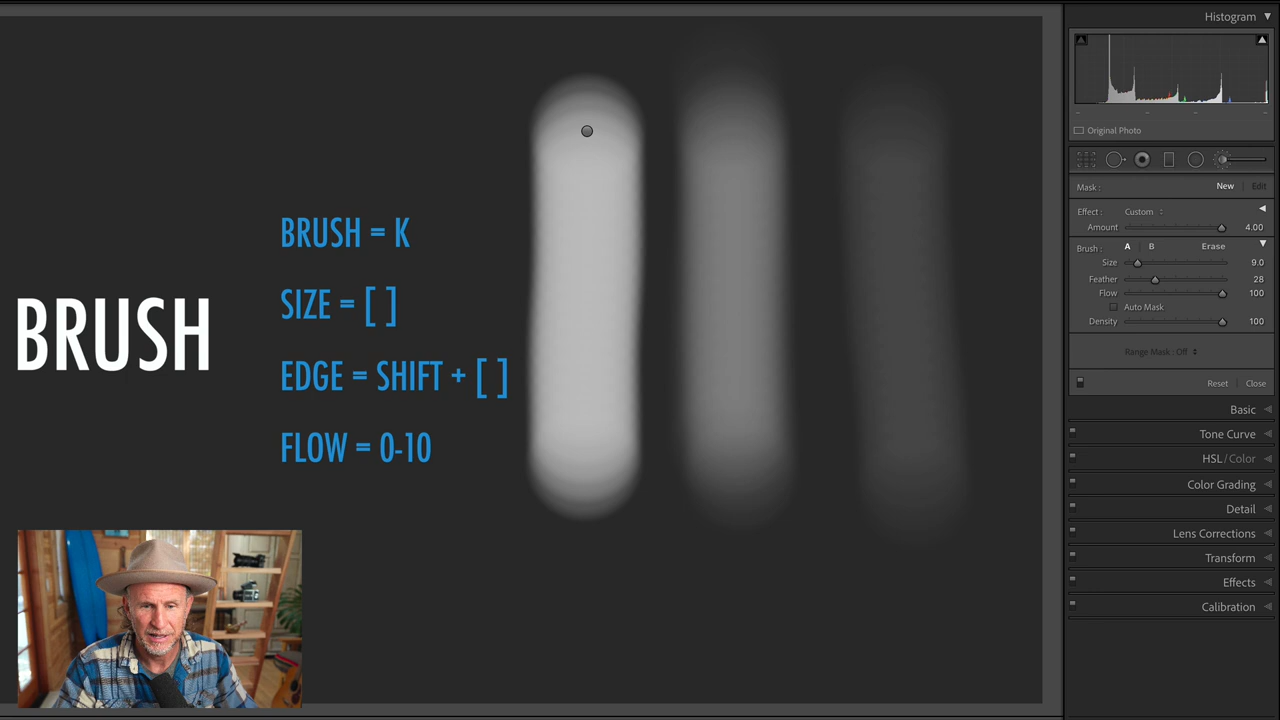 BRUSH
BRUSH = K
SIZE = [ ]
EDGE = SHIFT + [ ]
FLOW = 0-10
Histogram
Original Photo
Mask : New Edit
Effect : Custom
Amount 4.00
Brush : A B Erase
Size 9.0
Feather 28
Flow 100
Auto Mask
Density 100
Range Mask : Off
Reset Close
Basic
Tone Curve
HSL / Color
Color Grading
Detail
Lens Corrections
Transform
Effects
Calibration